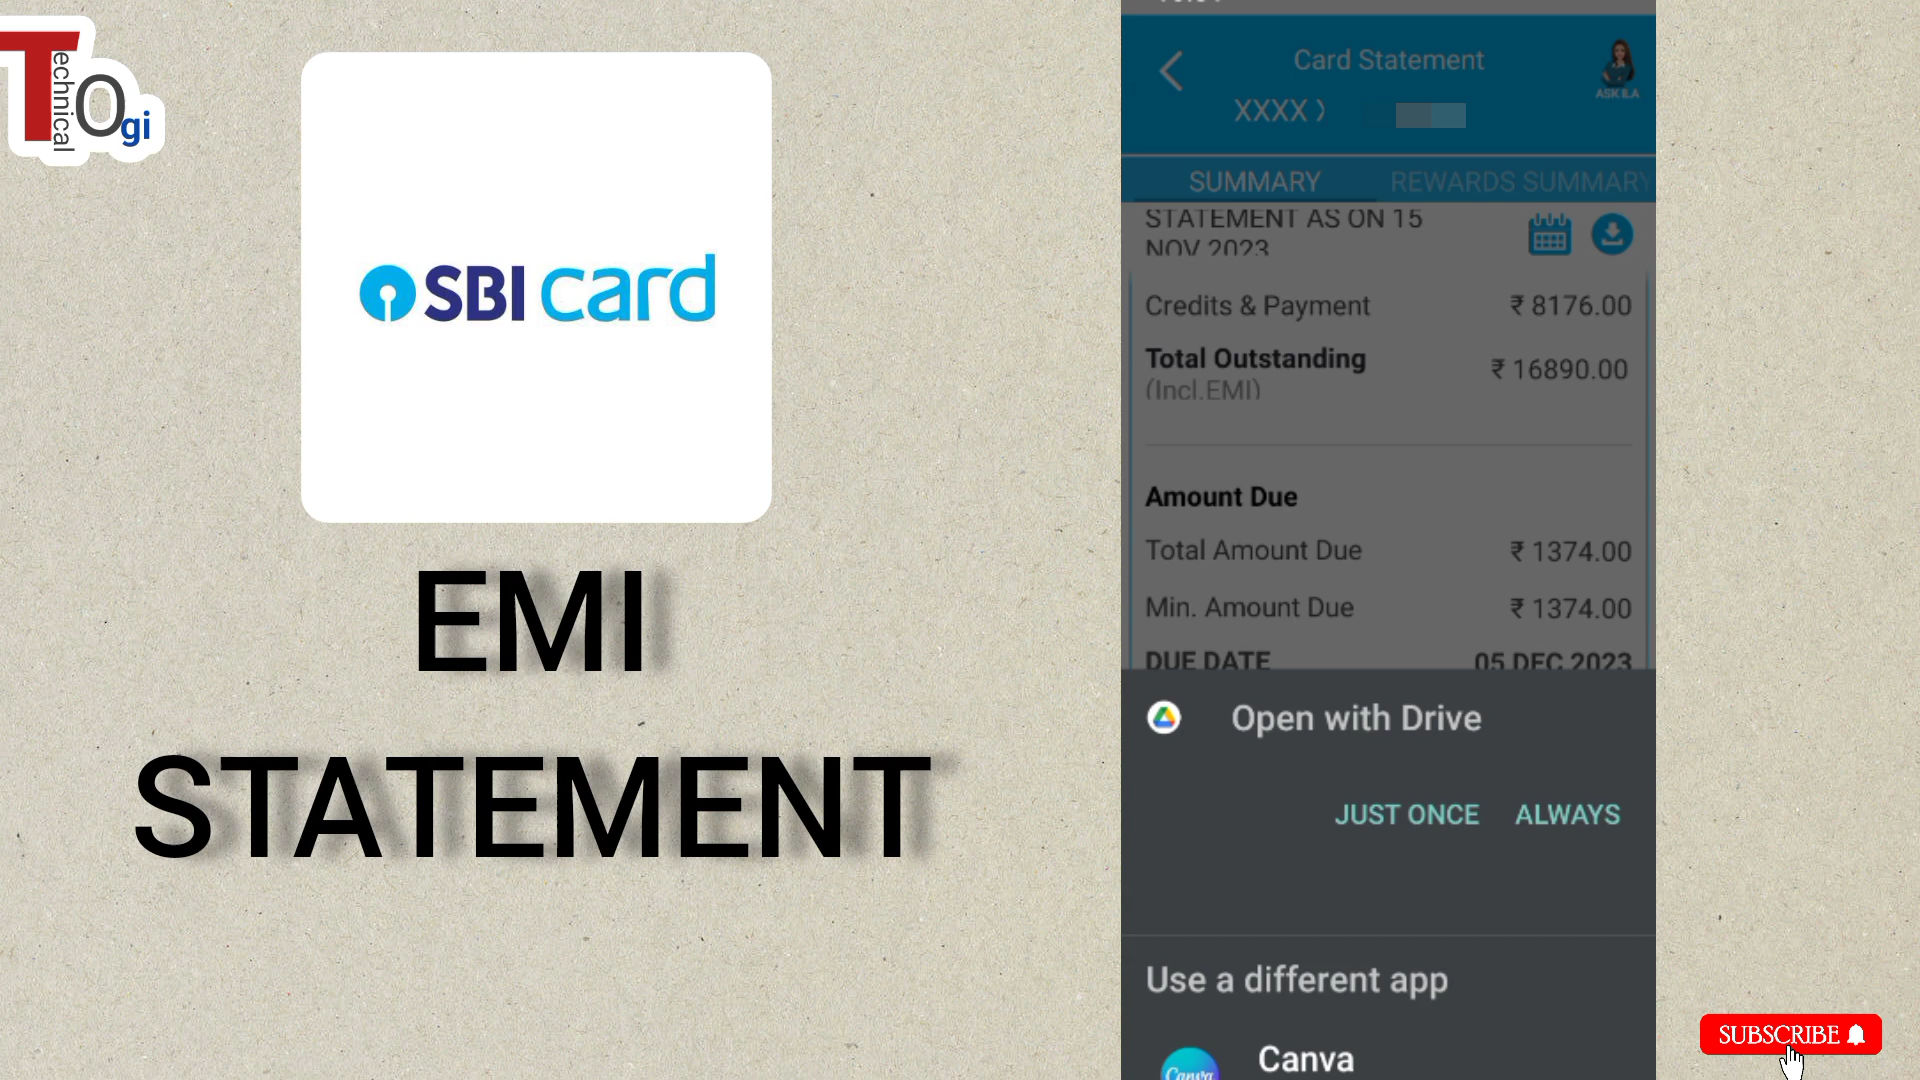 Technical
Ogi
SBI card
EMI
STATEMENT
Card Statement
XXXX X
ASK ILA
SUMMARY REWARDS SUMMARY
STATEMENT AS ON 15
NOV 2023
Credits & Payment ₹ 8176.00
Total Outstanding ₹ 16890.00
(Incl.EMI)
Amount Due
Total Amount Due ₹ 1374.00
Min. Amount Due ₹ 1374.00
DUE DATE 05 DEC 2023
Open with Drive
JUST ONCE ALWAYS
Use a different app
Canva
Canva
SUBSCRIBE